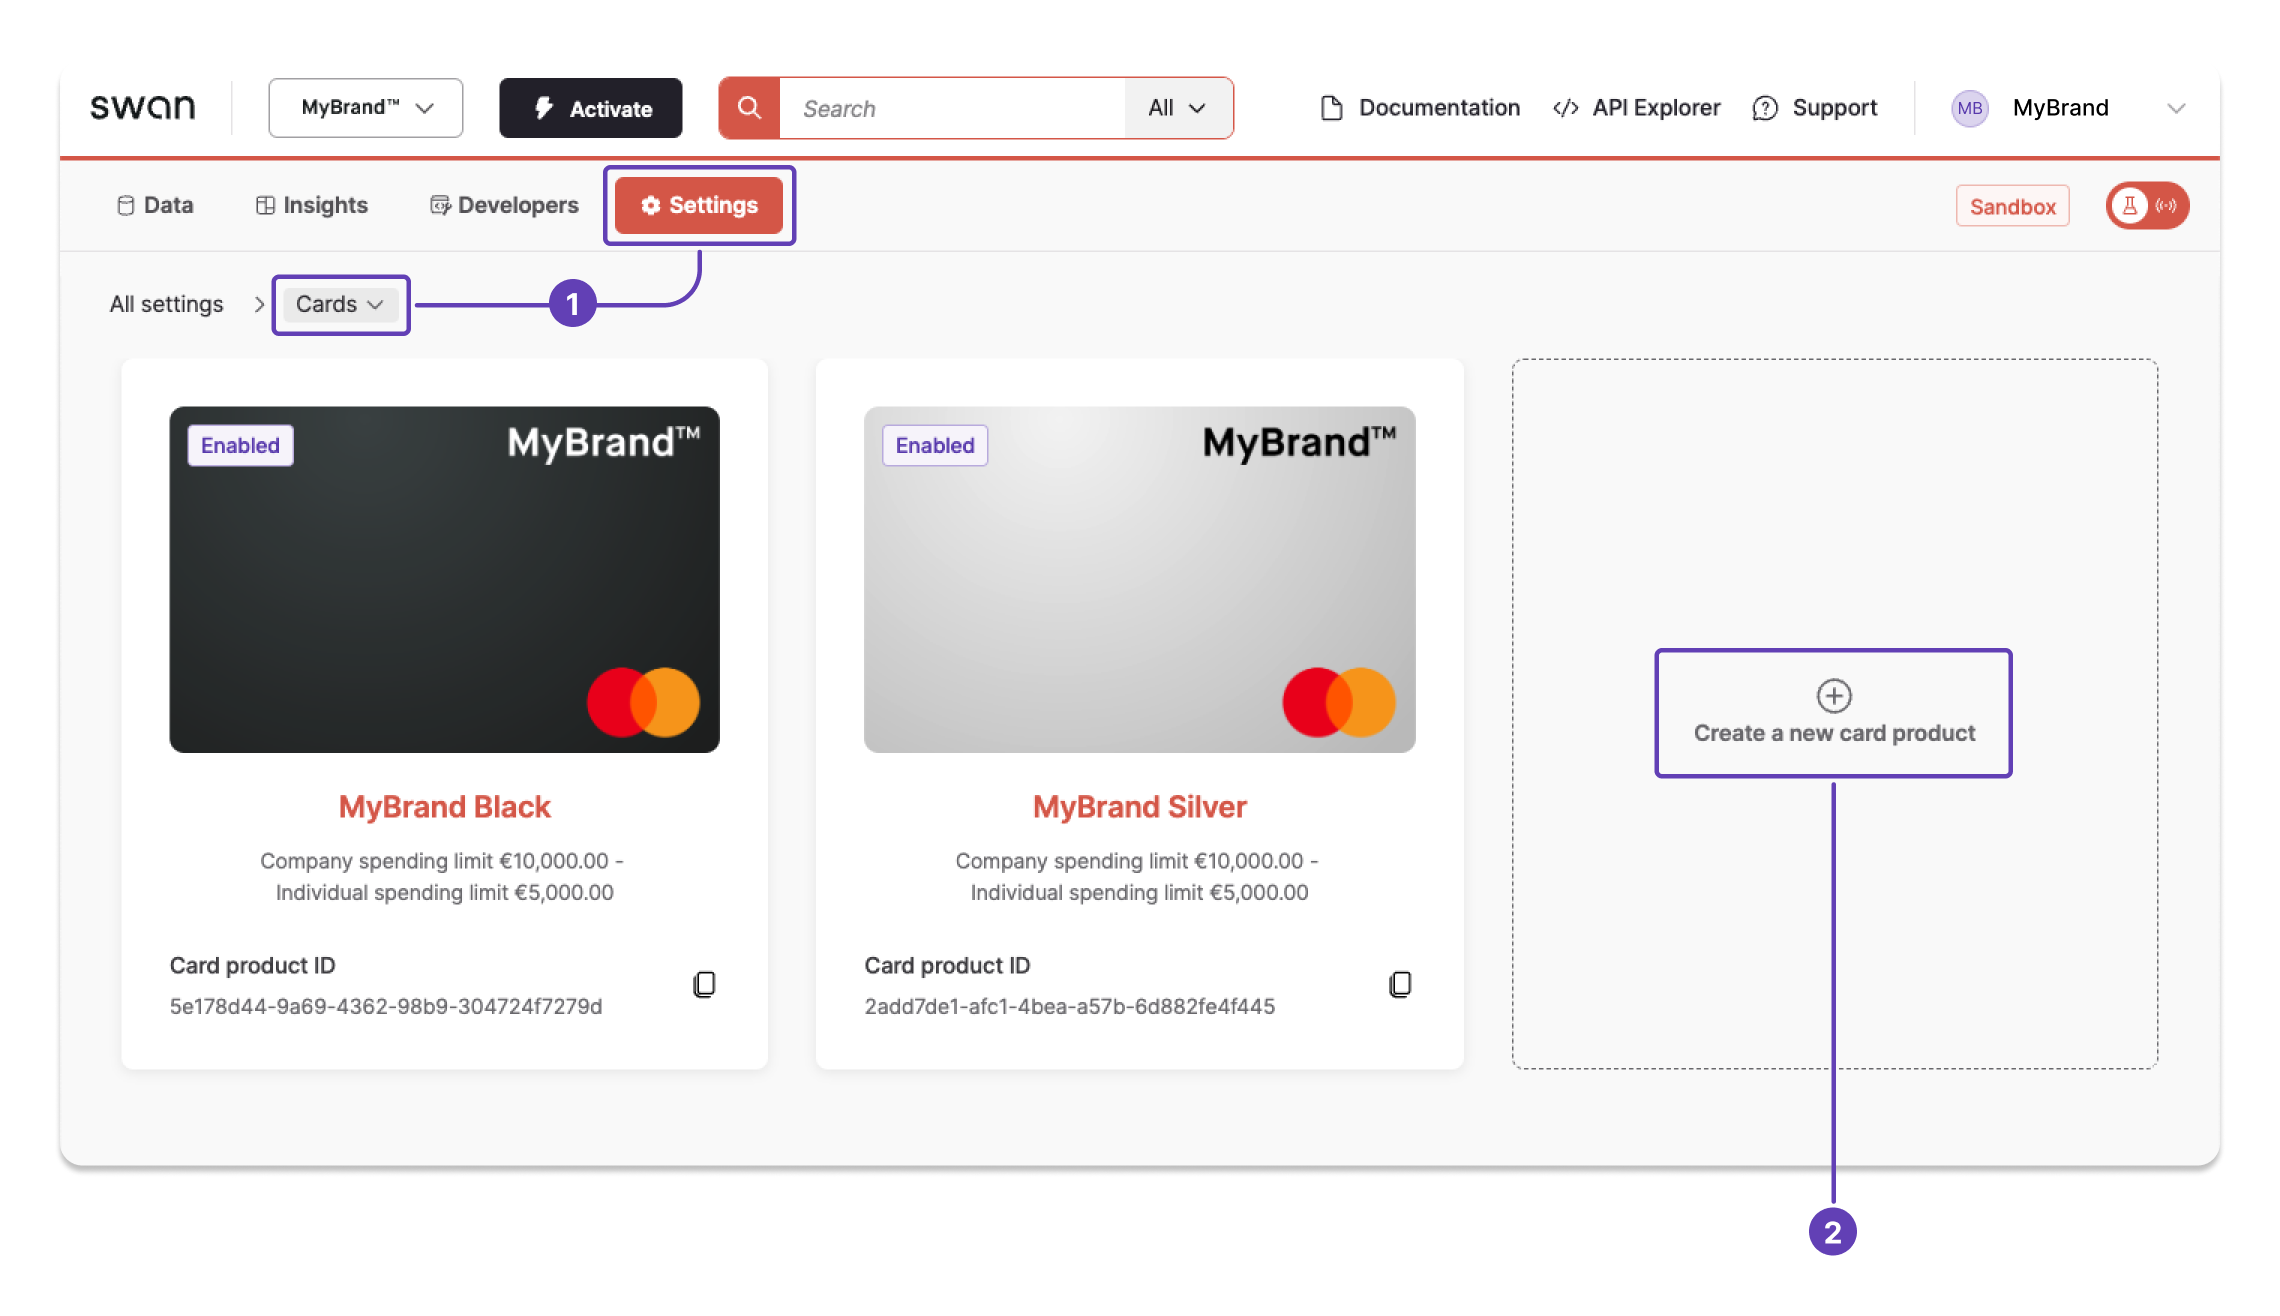 swan
MyBrand™
Activate
Search
All
Documentation
API Explorer
Support
MB
MyBrand
Data
Insights
Developers
Settings
Sandbox
All settings
Cards
1
Enabled
MyBrand™
MyBrand Black
Company spending limit €10,000.00 -
Individual spending limit €5,000.00
Card product ID
5e178d44-9a69-4362-98b9-304724f7279d
Enabled
MyBrand™
MyBrand Silver
Company spending limit €10,000.00 -
Individual spending limit €5,000.00
Card product ID
2add7de1-afc1-4bea-a57b-6d882fe4f445
Create a new card product
2